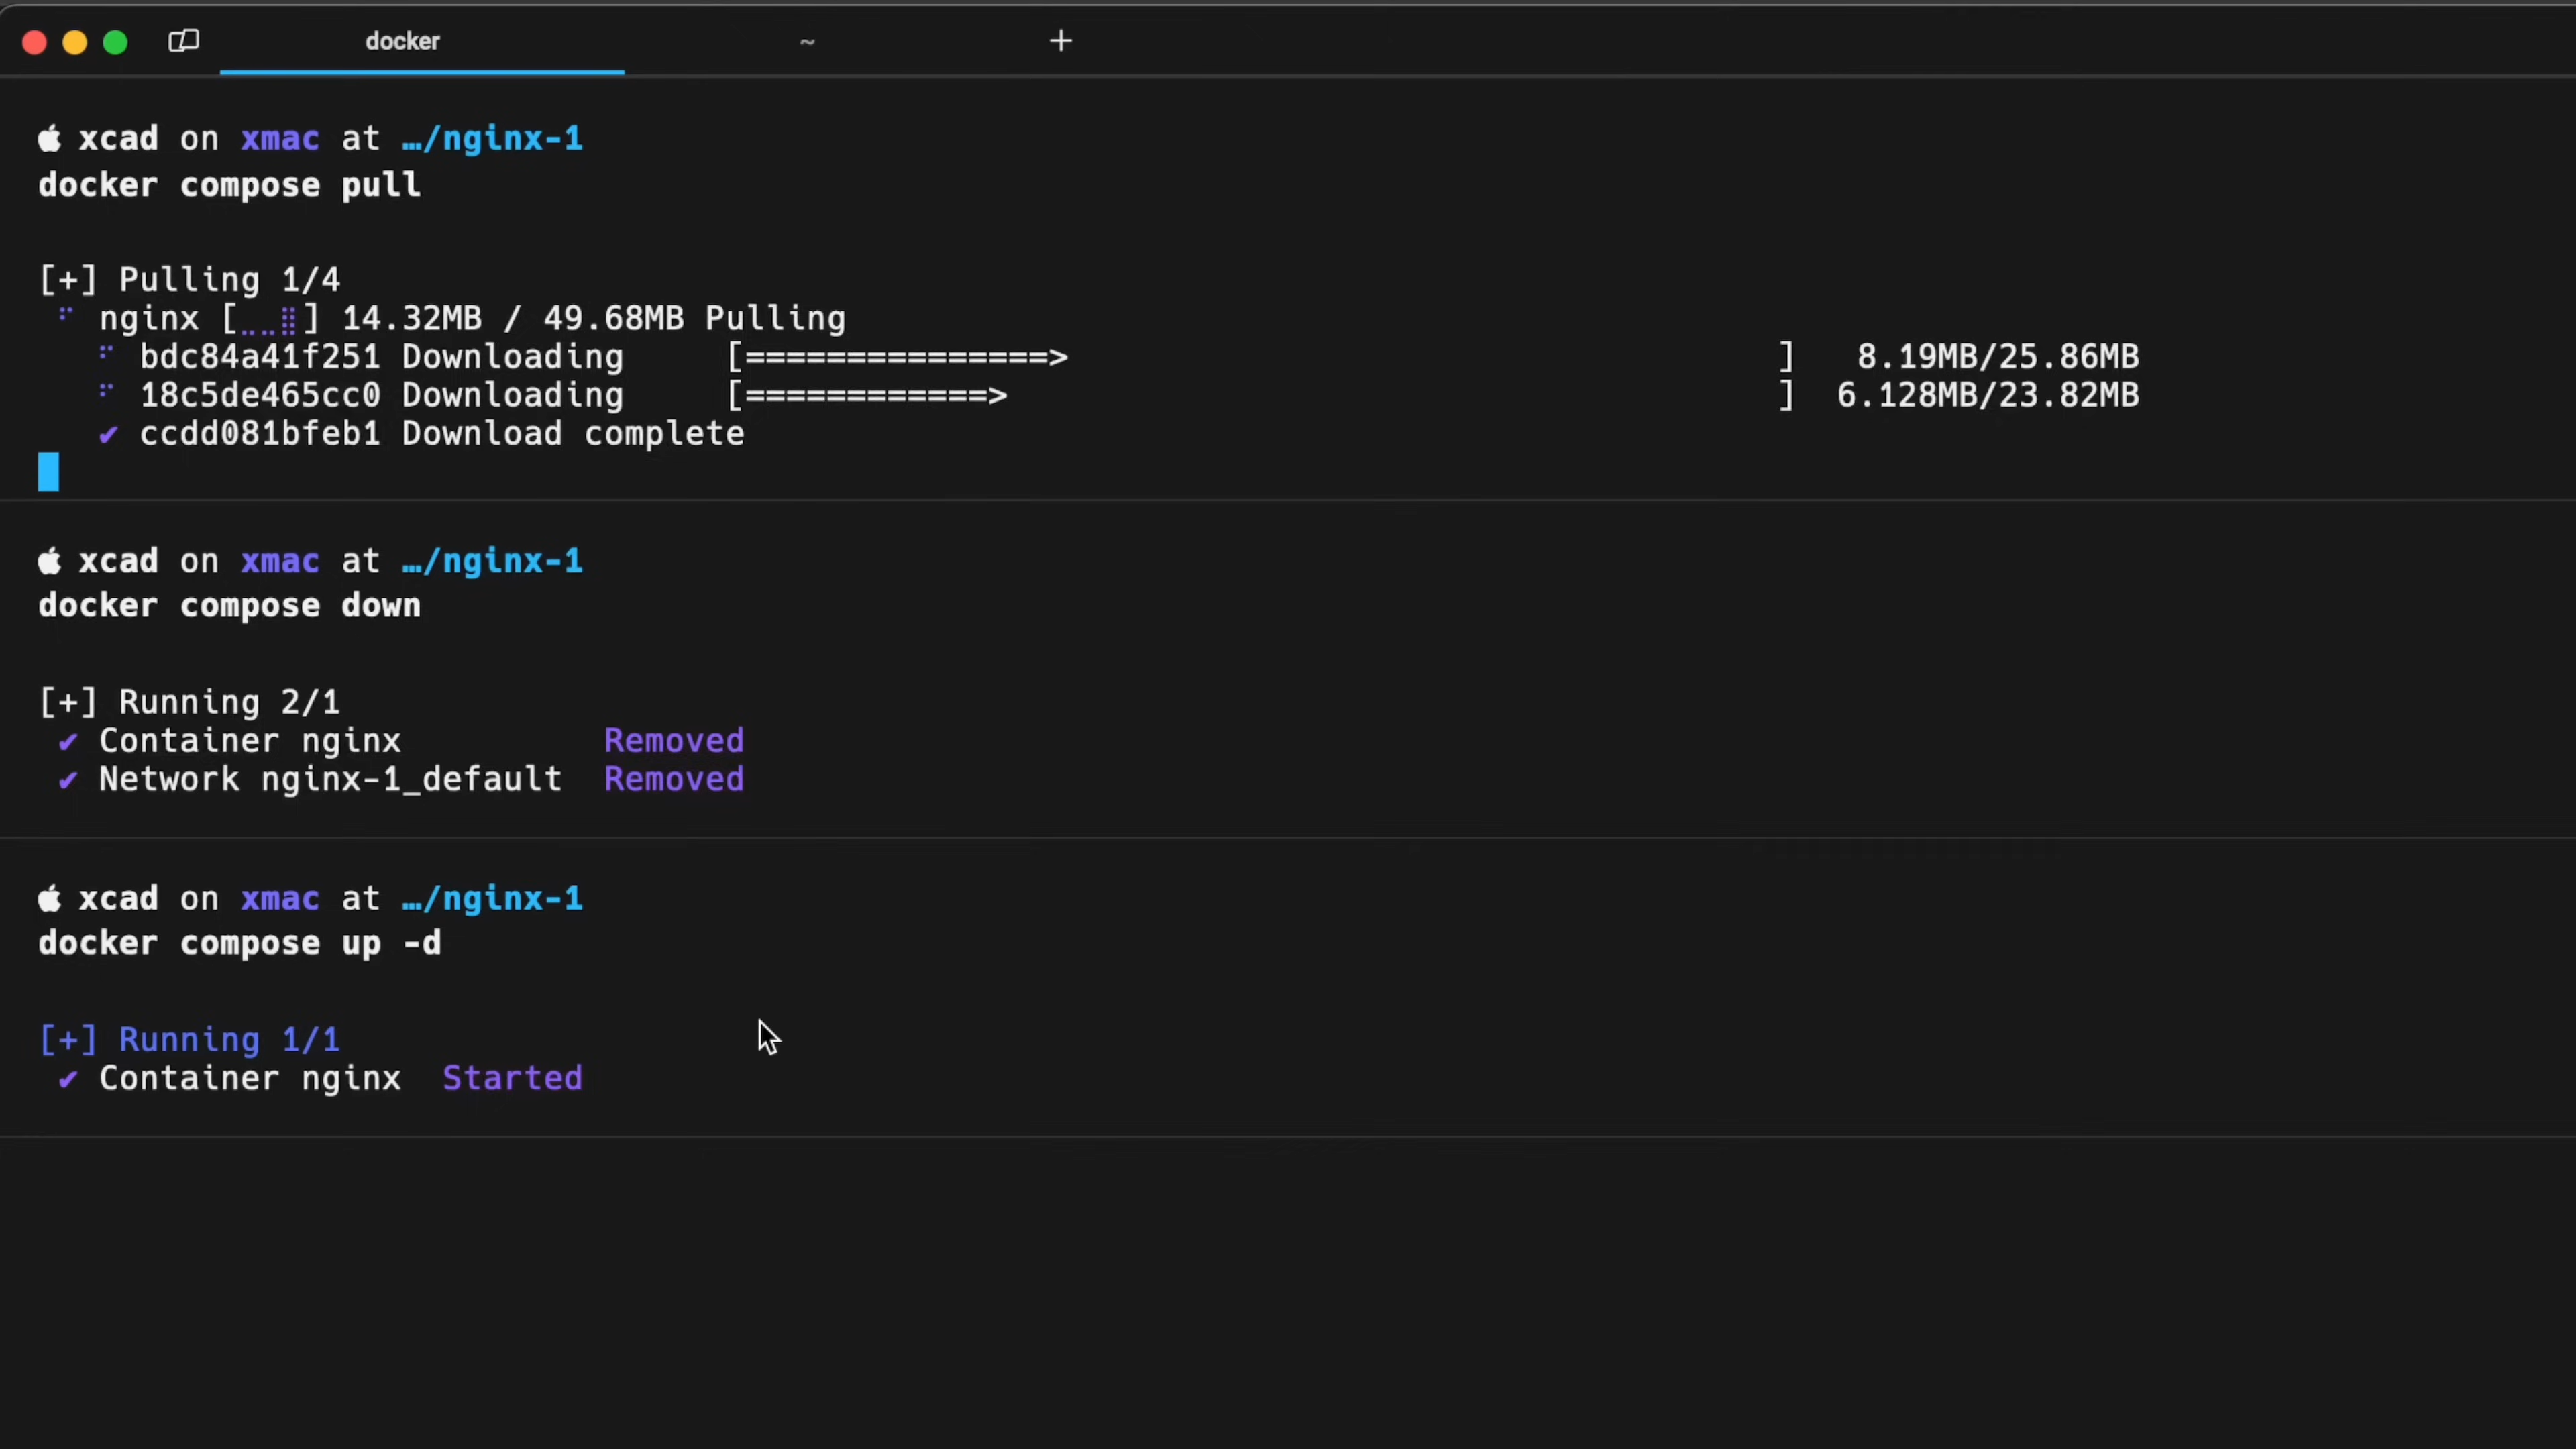 docker ~ +
xcad on xmac at …/nginx-1
docker compose pull
[+] Pulling 1/4
nginx [⣀⣀⣿] 14.32MB / 49.68MB Pulling
bdc84a41f251 Downloading [===============> ] 8.19MB/25.86MB
18c5de465cc0 Downloading [============> ] 6.128MB/23.82MB
✔ ccdd081bfeb1 Download complete
xcad on xmac at …/nginx-1
docker compose down
[+] Running 2/1
✔ Container nginx Removed
✔ Network nginx-1_default Removed
xcad on xmac at …/nginx-1
docker compose up -d
[+] Running 1/1
✔ Container nginx Started